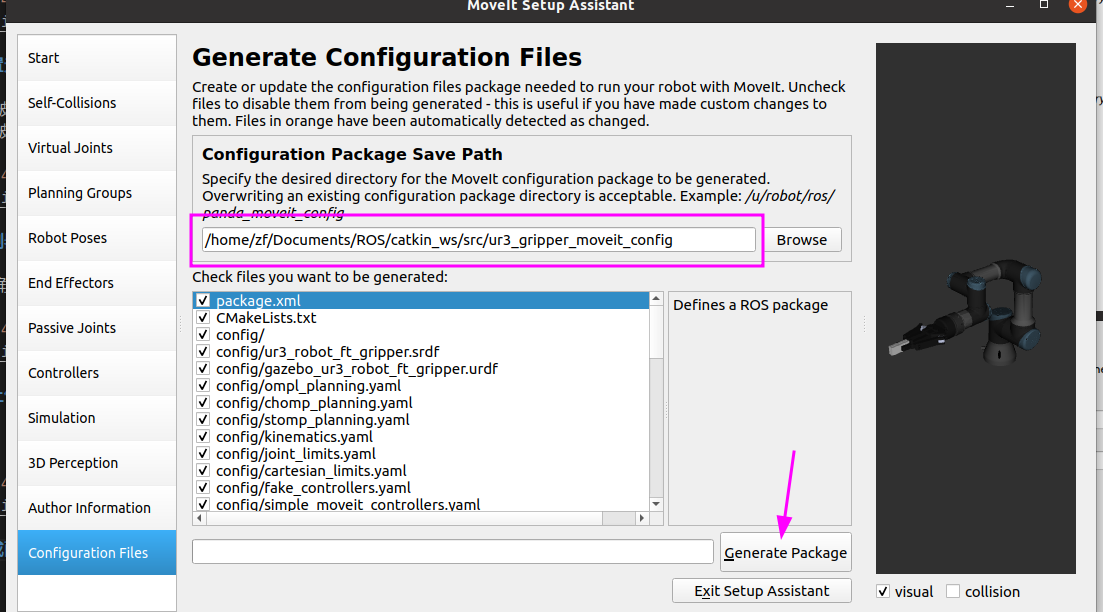 MoveIt Setup Assistant
Start
Self-Collisions
Virtual Joints
Planning Groups
Robot Poses
End Effectors
Passive Joints
Controllers
Simulation
3D Perception
Author Information
Configuration Files
Generate Configuration Files
Create or update the configuration files package needed to run your robot with MoveIt. Uncheck
files to disable them from being generated - this is useful if you have made custom changes to
them. Files in orange have been automatically detected as changed.
Configuration Package Save Path
Specify the desired directory for the MoveIt configuration package to be generated.
Overwriting an existing configuration package directory is acceptable. Example: /u/robot/ros/
panda_moveit_config
/home/zf/Documents/ROS/catkin_ws/src/ur3_gripper_moveit_config
Browse
Check files you want to be generated:
package.xml
CMakeLists.txt
config/
config/ur3_robot_ft_gripper.srdf
config/gazebo_ur3_robot_ft_gripper.urdf
config/ompl_planning.yaml
config/chomp_planning.yaml
config/stomp_planning.yaml
config/kinematics.yaml
config/joint_limits.yaml
config/cartesian_limits.yaml
config/fake_controllers.yaml
config/simple_moveit_controllers.yaml
Defines a ROS package
Generate Package
Exit Setup Assistant
visual
collision